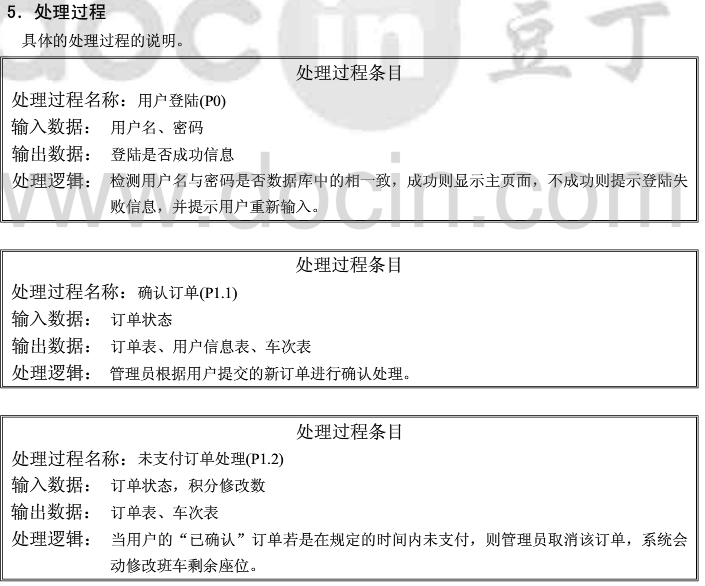 5．处理过程
具体的处理过程的说明。
处理过程条目
处理过程名称：用户登陆(P0)
输入数据： 用户名、密码
输出数据： 登陆是否成功信息
处理逻辑： 检测用户名与密码是否数据库中的相一致，成功则显示主页面，不成功则提示登陆失
败信息，并提示用户重新输入。
处理过程条目
处理过程名称：确认订单(P1.1)
输入数据： 订单状态
输出数据： 订单表、用户信息表、车次表
处理逻辑： 管理员根据用户提交的新订单进行确认处理。
处理过程条目
处理过程名称：未支付订单处理(P1.2)
输入数据： 订单状态，积分修改数
输出数据： 订单表、车次表
处理逻辑： 当用户的“已确认”订单若是在规定的时间内未支付，则管理员取消该订单，系统会
动修改班车剩余座位。
docin 豆丁
www.docin.com